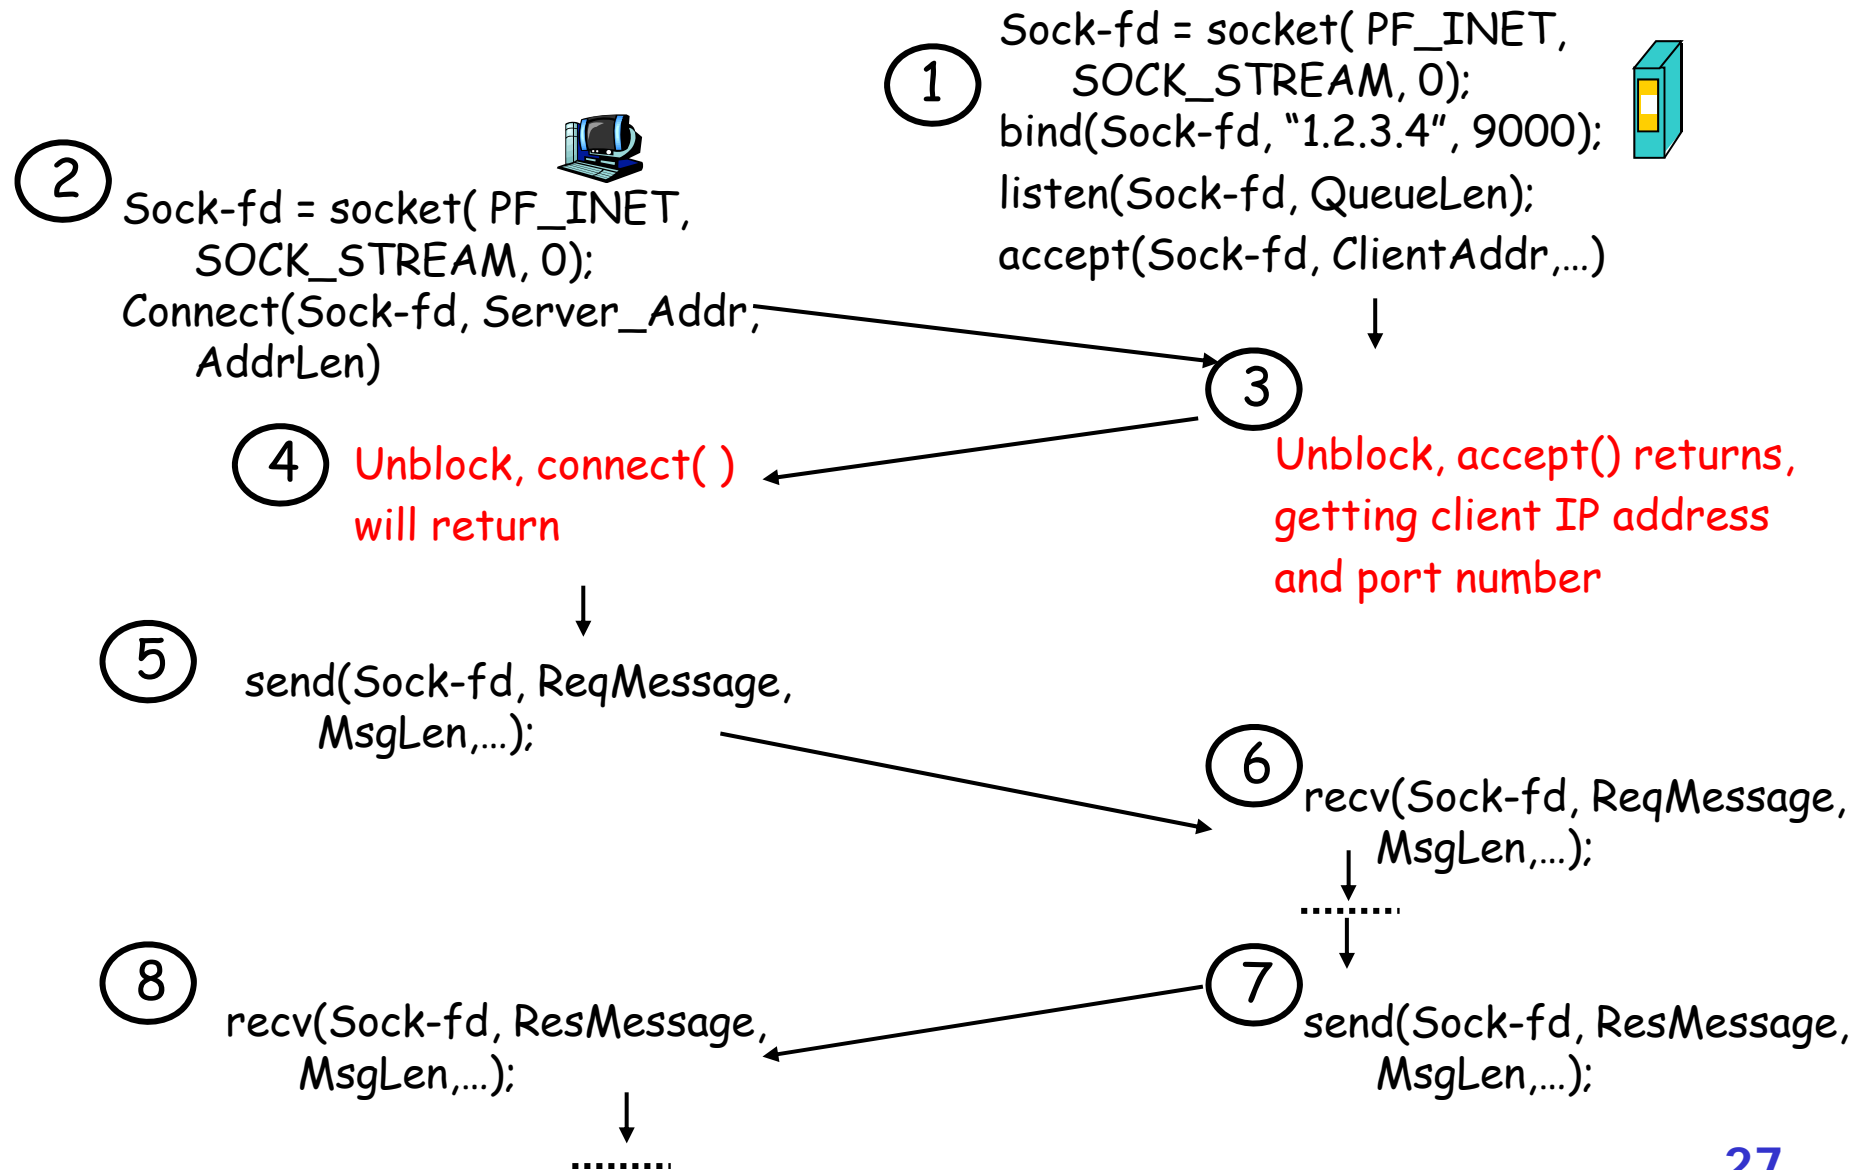 1
Sock-fd = socket( PF_INET,
SOCK_STREAM, 0);
bind(Sock-fd, “1.2.3.4”, 9000);
listen(Sock-fd, QueueLen);
accept(Sock-fd, ClientAddr,…)
2
Sock-fd = socket( PF_INET,
SOCK_STREAM, 0);
Connect(Sock-fd, Server_Addr,
AddrLen)
3
Unblock, accept() returns,
getting client IP address
and port number
4
Unblock, connect( )
will return
5
send(Sock-fd, ReqMessage,
MsgLen,…);
6
recv(Sock-fd, ReqMessage,
MsgLen,…);
7
send(Sock-fd, ResMessage,
MsgLen,…);
8
recv(Sock-fd, ResMessage,
MsgLen,…);
27